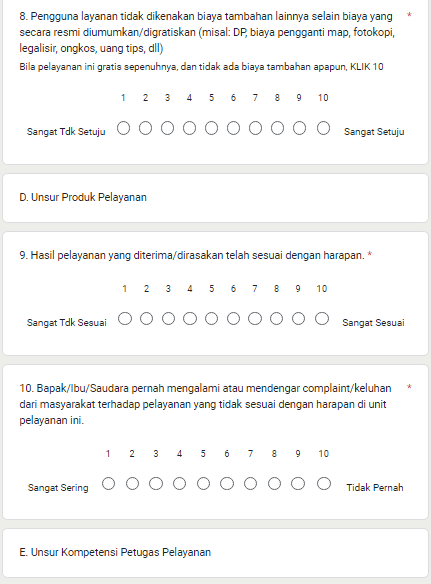 8. Pengguna layanan tidak dikenakan biaya tambahan lainnya selain biaya yang *
secara resmi diumumkan/digratiskan (misal: DP, biaya pengganti map, fotokopi,
legalisir, ongkos, uang tips, dll)
Bila pelayanan ini gratis sepenuhnya, dan tidak ada biaya tambahan apapun, KLIK 10
1 2 3 4 5 6 7 8 9 10
Sangat Tdk Setuju Sangat Setuju
D. Unsur Produk Pelayanan
9. Hasil pelayanan yang diterima/dirasakan telah sesuai dengan harapan. *
1 2 3 4 5 6 7 8 9 10
Sangat Tdk Sesuai Sangat Sesuai
10. Bapak/Ibu/Saudara pernah mengalami atau mendengar complaint/keluhan *
dari masyarakat terhadap pelayanan yang tidak sesuai dengan harapan di unit
pelayanan ini.
1 2 3 4 5 6 7 8 9 10
Sangat Sering Tidak Pernah
E. Unsur Kompetensi Petugas Pelayanan